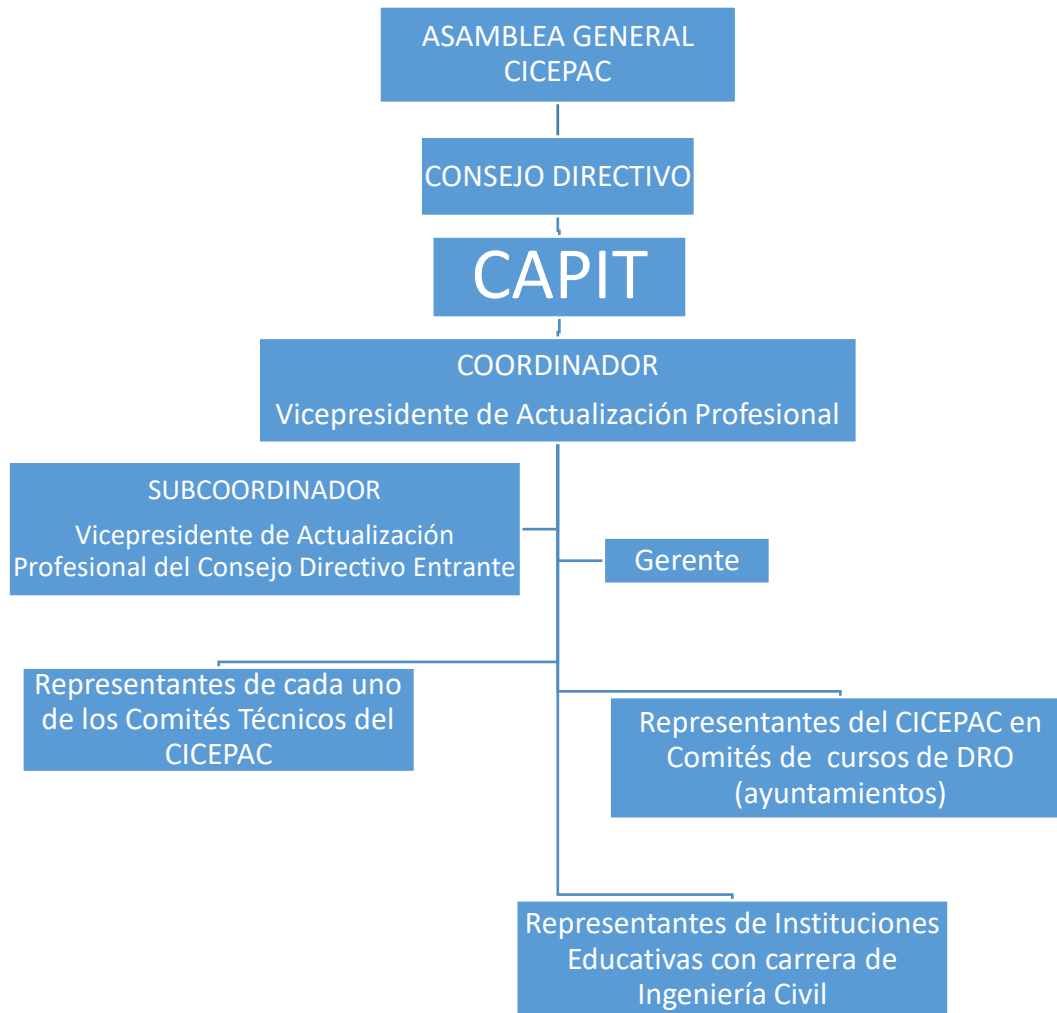 ASAMBLEA GENERAL
CICEPAC
CONSEJO DIRECTIVO
CAPIT
COORDINADOR
Vicepresidente de Actualización Profesional
SUBCOORDINADOR
Vicepresidente de Actualización
Profesional del Consejo Directivo Entrante
Gerente
Representantes de cada uno
de los Comités Técnicos del
CICEPAC
Representantes del CICEPAC en
Comités de cursos de DRO
(ayuntamientos)
Representantes de Instituciones
Educativas con carrera de
Ingeniería Civil